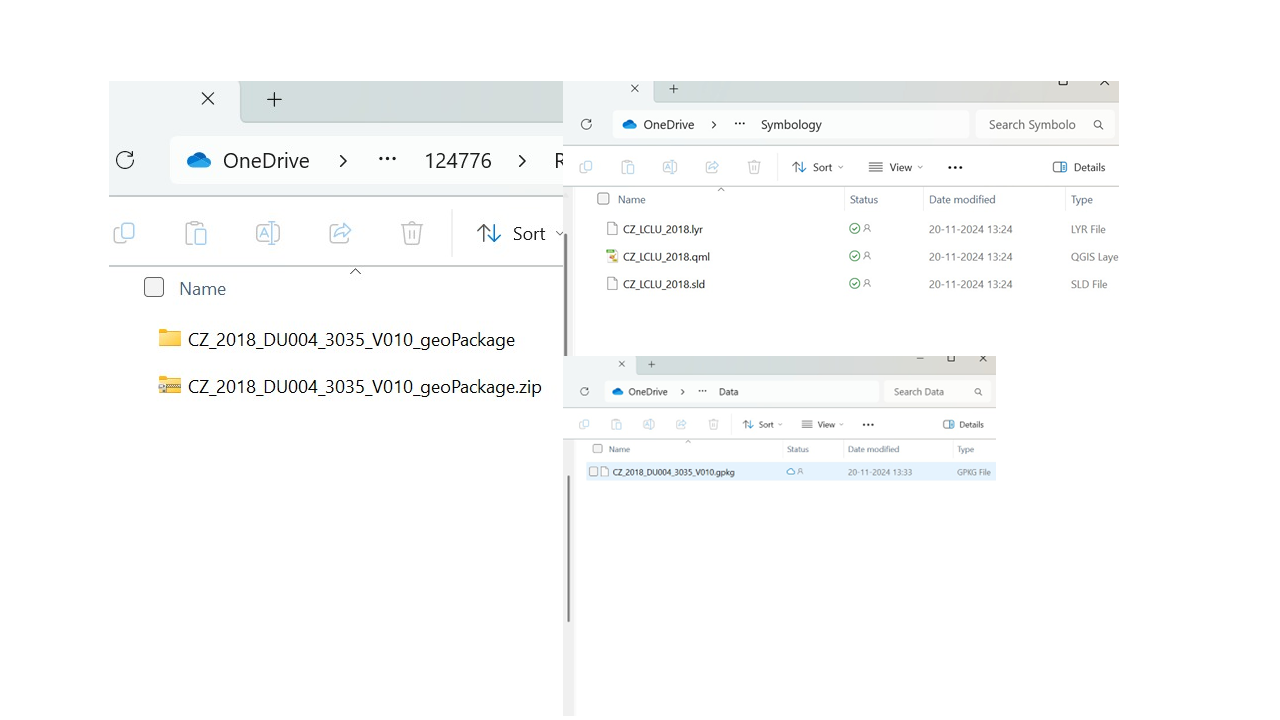 OneDrive > ... 124776 >
Sort
Name
CZ_2018_DU004_3035_V010_geoPackage
CZ_2018_DU004_3035_V010_geoPackage.zip
OneDrive > ... Symbology Search Symbolo
Sort View ... Details
Name Status Date modified Type
CZ_LCLU_2018.lyr 20-11-2024 13:24 LYR File
CZ_LCLU_2018.qml 20-11-2024 13:24 QGIS Laye
CZ_LCLU_2018.sld 20-11-2024 13:24 SLD File
OneDrive > ... Data Search Data
Sort View ... Details
Name Status Date modified Type
CZ_2018_DU004_3035_V010.gpkg 20-11-2024 13:33 GPKG File